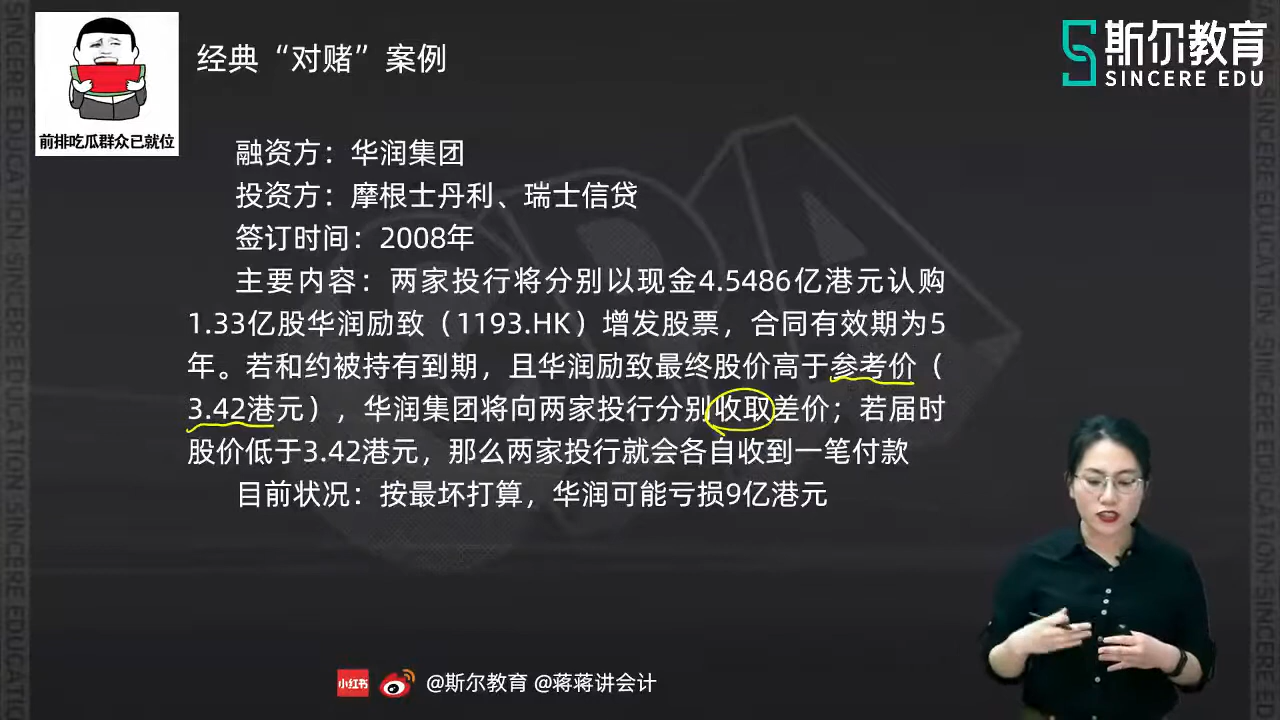 前排吃瓜群众已就位
经典“对赌”案例
斯尔教育
SINCERE EDU
融资方：华润集团
投资方：摩根士丹利、瑞士信贷
签订时间：2008年
主要内容：两家投行将分别以现金4.5486亿港元认购
1.33亿股华润励致（1193.HK）增发股票，合同有效期为5
年。若和约被持有到期，且华润励致最终股价高于参考价（
3.42港元），华润集团将向两家投行分别收取差价；若届时
股价低于3.42港元，那么两家投行就会各自收到一笔付款
目前状况：按最坏打算，华润可能亏损9亿港元
小红书
@斯尔教育 @蒋蒋讲会计